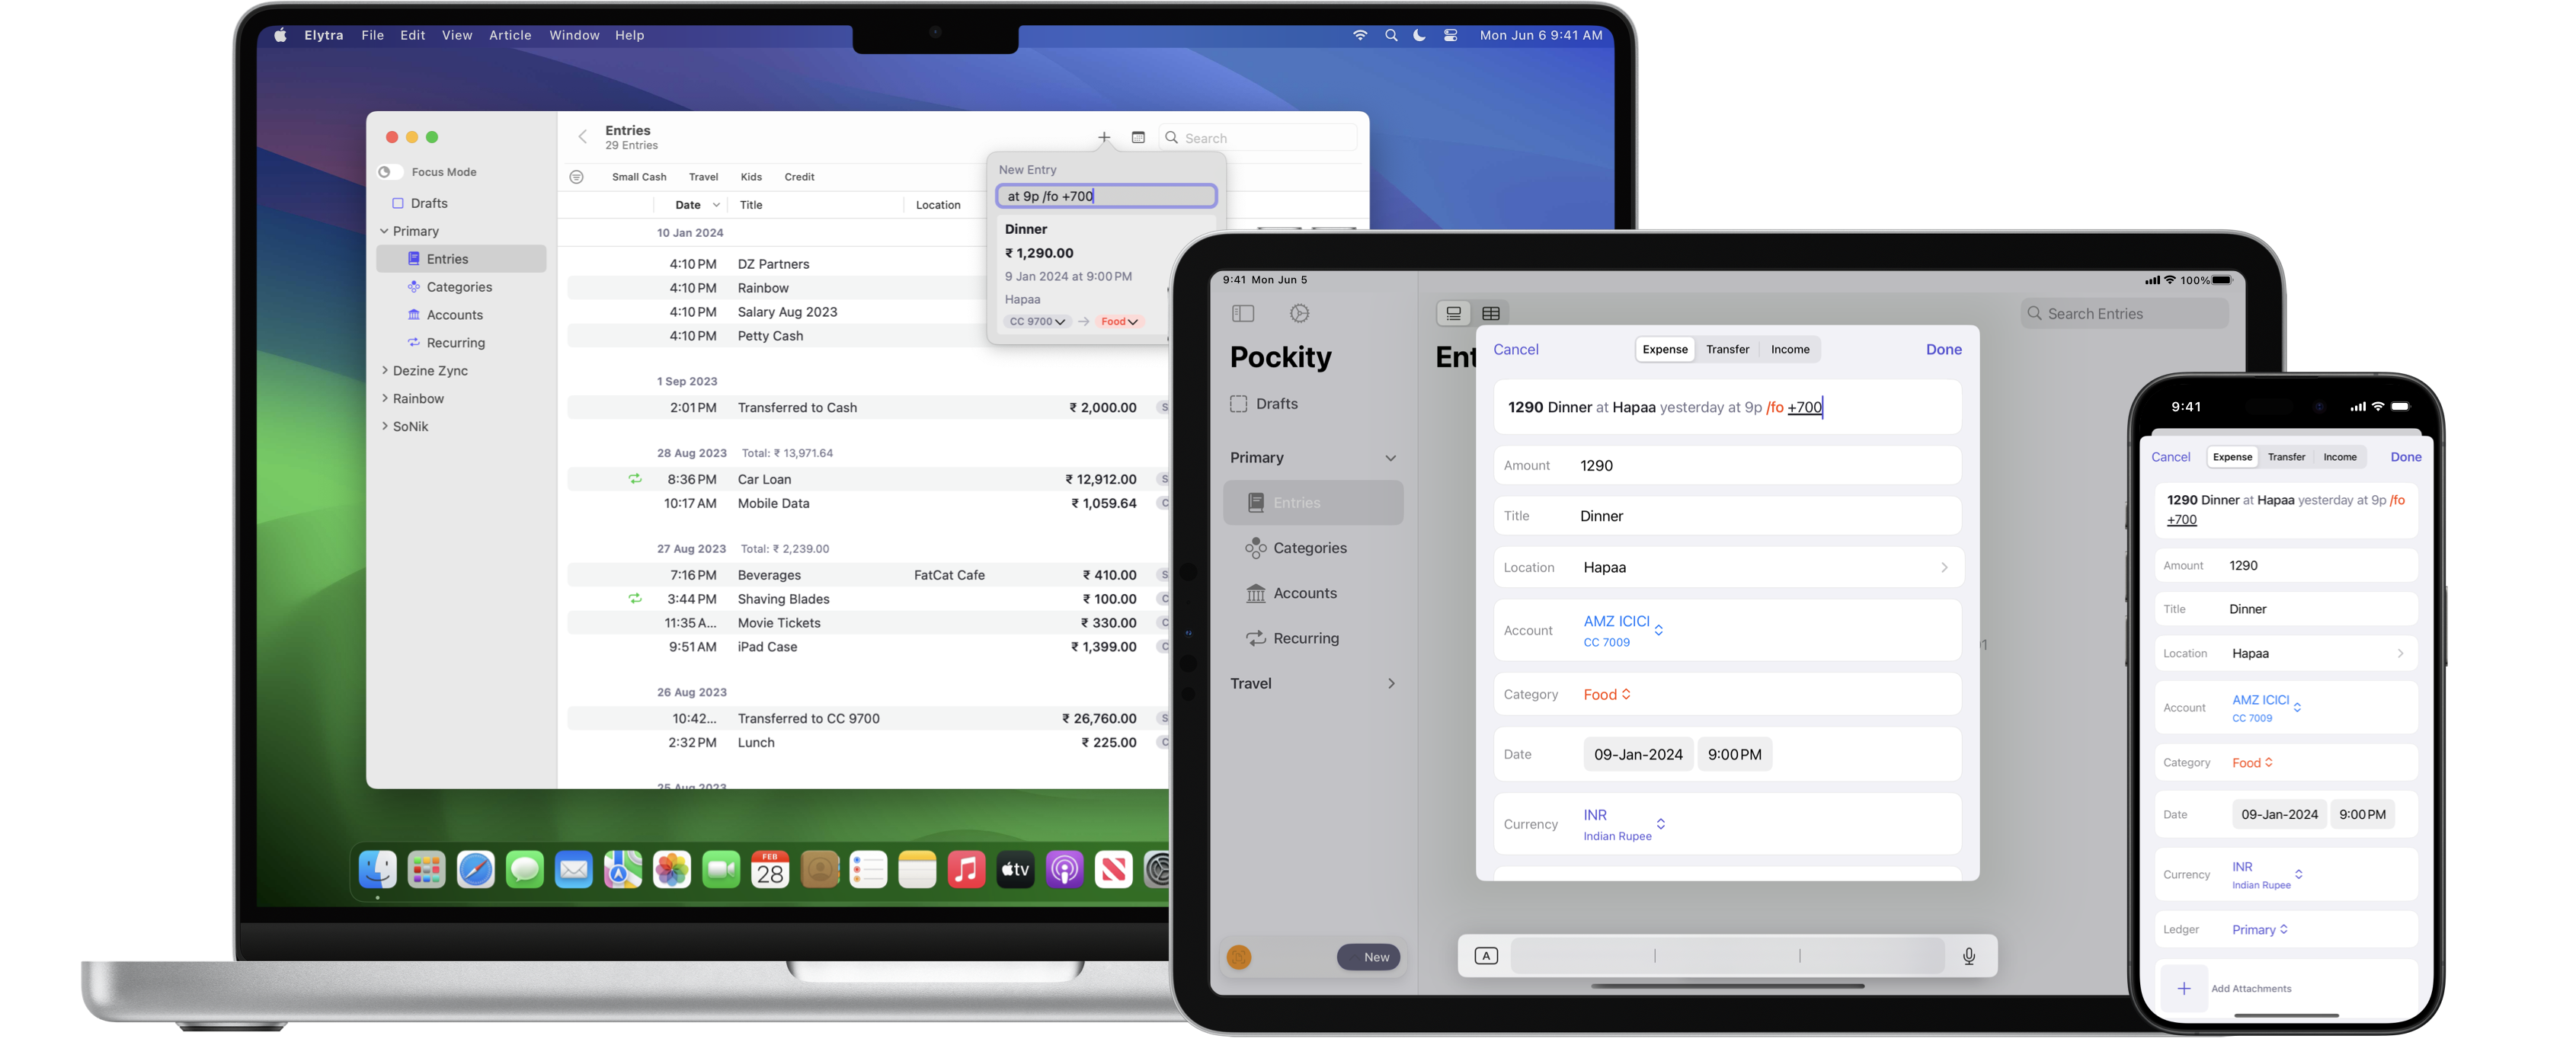 Elytra File Edit View Article Window Help
Mon Jun 6 9:41 AM
Focus Mode
Drafts
Primary
Entries
Categories
Accounts
Recurring
Dezine Zync
Rainbow
SoNik
Entries
29 Entries
Search
Small Cash Travel Kids Credit
Date Title Location
10 Jan 2024
4:10 PM DZ Partners
4:10 PM Rainbow
4:10 PM Salary Aug 2023
4:10 PM Petty Cash
1 Sep 2023
2:01 PM Transferred to Cash ₹ 2,000.00
28 Aug 2023 Total: ₹ 13,971.64
8:36 PM Car Loan ₹ 12,912.00
10:17 AM Mobile Data ₹ 1,059.64
27 Aug 2023 Total: ₹ 2,239.00
7:16 PM Beverages FatCat Cafe ₹ 410.00
3:44 PM Shaving Blades ₹ 100.00
11:35 A... Movie Tickets ₹ 330.00
9:51 AM iPad Case ₹ 1,399.00
26 Aug 2023
10:42... Transferred to CC 9700 ₹ 26,760.00
2:32 PM Lunch ₹ 225.00
25 Aug 2023
New Entry
at 9p /fo +700
Dinner
₹ 1,290.00
9 Jan 2024 at 9:00 PM
Hapaa
CC 9700 → Food
FEB
28
tv
9:41 Mon Jun 5
100%
Pockity
Drafts
Primary
Entries
Categories
Accounts
Recurring
Travel
New
Search Entries
Ent
Cancel Expense Transfer Income Done
1290 Dinner at Hapaa yesterday at 9p /fo +700
Amount 1290
Title Dinner
Location Hapaa
Account AMZ ICICI
CC 7009
Category Food
Date 09-Jan-2024 9:00 PM
Currency INR
Indian Rupee
A
9:41
Cancel Expense Transfer Income Done
1290 Dinner at Hapaa yesterday at 9p /fo
+700
Amount 1290
Title Dinner
Location Hapaa
Account AMZ ICICI
CC 7009
Category Food
Date 09-Jan-2024 9:00 PM
Currency INR
Indian Rupee
Ledger Primary
Add Attachments